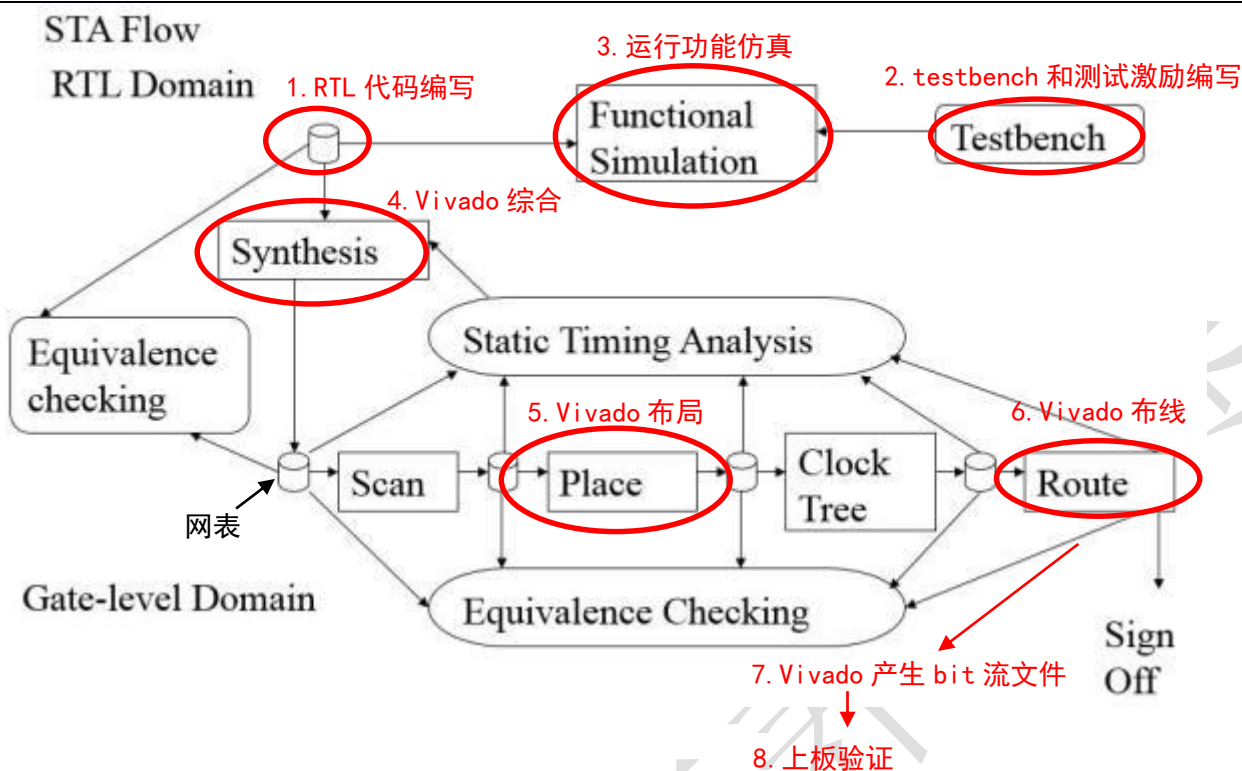 STA Flow
RTL Domain
1. RTL 代码编写
3. 运行功能仿真
2. testbench 和测试激励编写
Functional
Simulation
Testbench
4. Vivado 综合
Synthesis
Equivalence
checking
Static Timing Analysis
5. Vivado 布局
6. Vivado 布线
Scan
Place
Clock
Tree
Route
网表
Gate-level Domain
Equivalence Checking
Sign
Off
7. Vivado 产生 bit 流文件
8. 上板验证